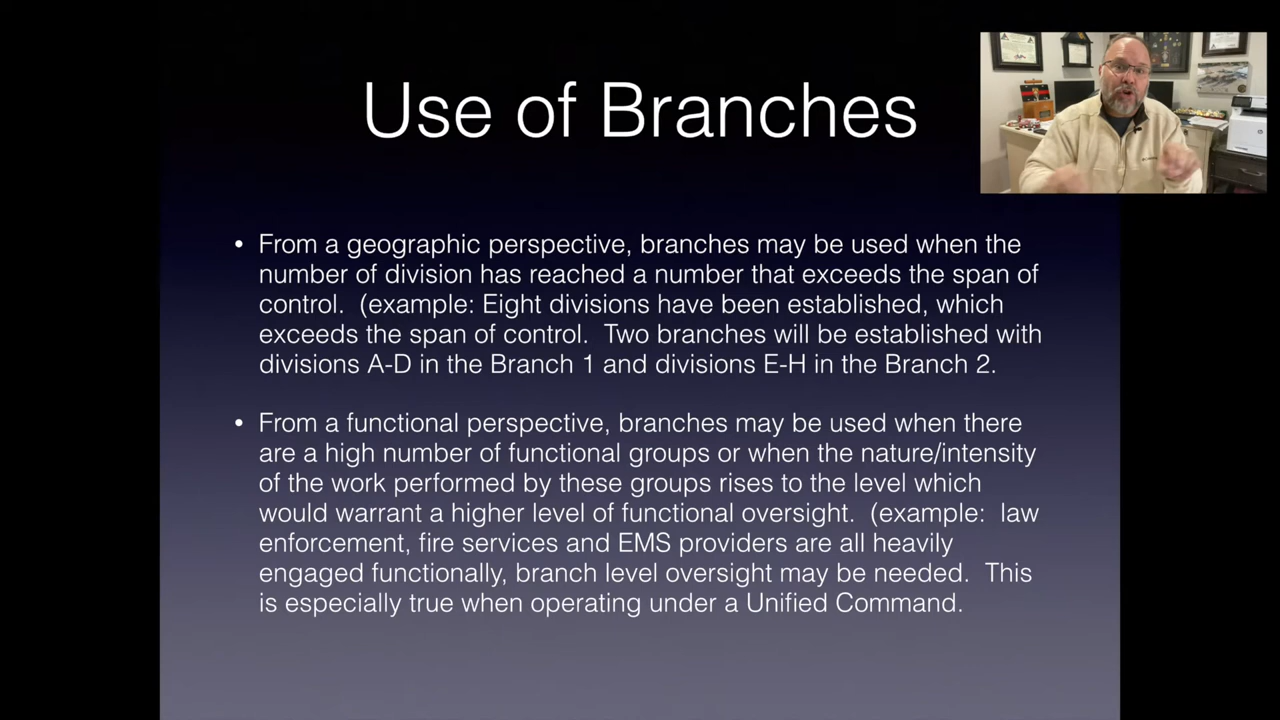 Use of Branches
• From a geographic perspective, branches may be used when the
number of division has reached a number that exceeds the span of
control.  (example: Eight divisions have been established, which
exceeds the span of control.  Two branches will be established with
divisions A-D in the Branch 1 and divisions E-H in the Branch 2.
• From a functional perspective, branches may be used when there
are a high number of functional groups or when the nature/intensity
of the work performed by these groups rises to the level which
would warrant a higher level of functional oversight.  (example:  law
enforcement, fire services and EMS providers are all heavily
engaged functionally, branch level oversight may be needed.  This
is especially true when operating under a Unified Command.